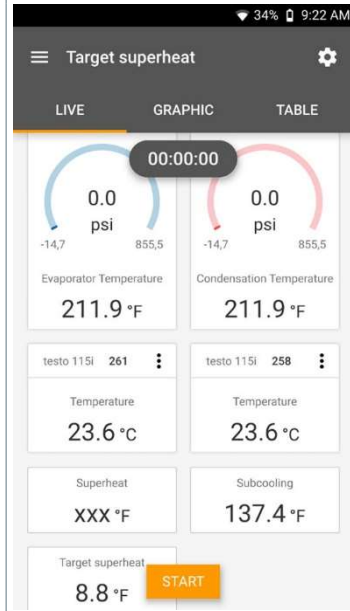 34% 9:22 AM
Target superheat
LIVE GRAPHIC TABLE
00:00:00
0.0 0.0
psi psi
-14,7 855,5 -14,7 855,5
Evaporator Temperature Condensation Temperature
211.9 °F 211.9 °F
testo 115i 261 testo 115i 258
Temperature Temperature
23.6 °C 23.6 °C
Superheat Subcooling
xxx °F 137.4 °F
Target superheat
8.8 °F START